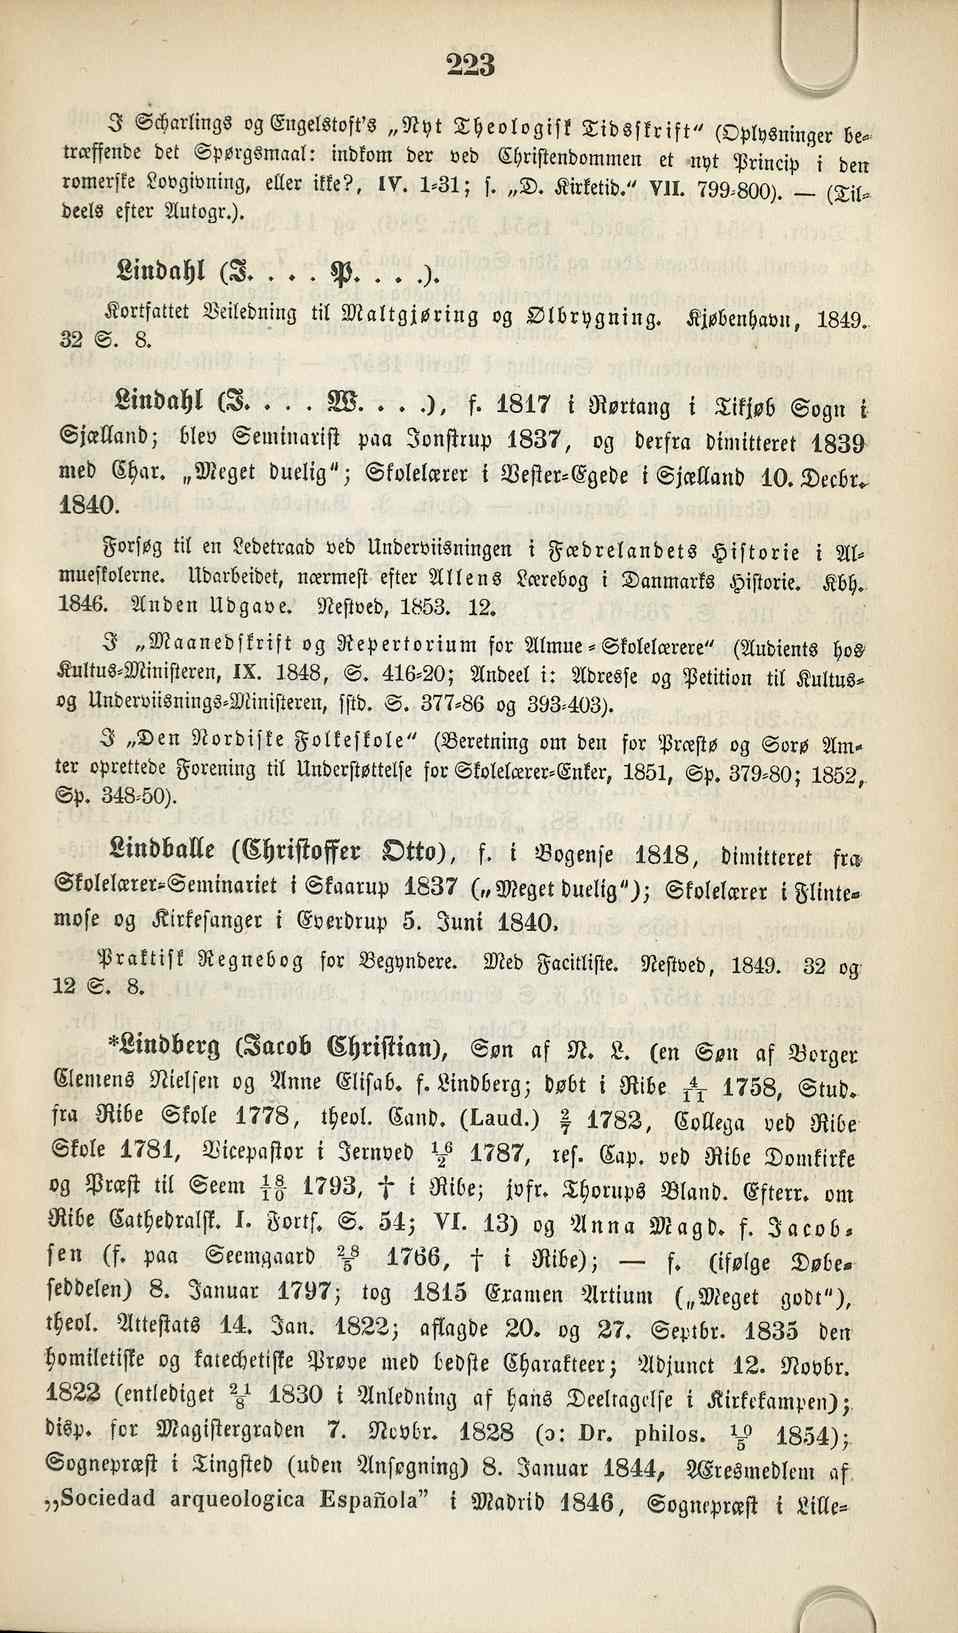 223
I Scharlings og Engelstoft's „Nyt Theologisk Tidsskrift" (Oplysninger be-
træffende det Spørgsmaal: indkom der ved Christendommen et nyt Princip i den
romerske Lovgivning, eller ikke?, IV. 1-31; s. „D. Kirketid." VII. 799-800). — (Til-
deels efter Autogr.).
Lindahl (J. . . . P. . . .).
Kortfattet Veiledning til Maltgjøring og Ølbrygning. Kjøbenhavn, 1849.
32 S. 8.
Lindahl (J. . . . W. . . .), f. 1817 i Rørtang i Tikjøb Sogn i
Sjælland; blev Seminarist paa Jonstrup 1837, og derfra dimitteret 1839
med Char. „Meget duelig"; Skolelærer i Vester-Egede i Sjælland 10. Decbr.
1840.
Forsøg til en Ledetraad ved Underviisningen i Fædrelandets Historie i Al-
mueskolerne. Udarbeidet, nærmest efter Allens Lærebog i Danmarks Historie. Kbh.
1846. Anden Udgave. Nestved, 1853. 12.
I „Maanedskrift og Repertorium for Almue-Skolelærere" (Audients hos
Kultus-Ministeren, IX. 1848, S. 416-20; Andeel i: Adresse og Petition til Kultus-
og Underviisnings-Ministeren, sstd. S. 377-86 og 393-403).
I „Den Nordiske Folkeskole" (Beretning om den for Præstø og Sorø Am-
ter oprettede Forening til Understøttelse for Skolelærer-Enker, 1851, Sp. 379-80; 1852,
Sp. 348-50).
Lindballe (Christoffer Otto), f. i Bogense 1818, dimitteret fra
Skolelærer-Seminariet i Skaarup 1837 („Meget duelig"); Skolelærer i Flinte-
mose og Kirkesanger i Everdrup 5. Juni 1840.
Praktisk Regnebog for Begyndere. Med Facitliste. Nestved, 1849. 32 og
12 S. 8.
*Lindberg (Jacob Christian), Søn af N. L. (en Søn af Borger
Clemens Nielsen og Anne Elisab. f. Lindberg; døbt i Ribe 4/11 1758, Stud.
fra Ribe Skole 1778, theol. Cand. (Laud.) 2/7 1782, Collega ved Ribe
Skole 1781, Vicepastor i Jernved 16/2 1787, res. Cap. ved Ribe Domkirke
og Præst til Seem 18/10 1793, † i Ribe; jvfr. Thorups Bland. Efterr. om
Ribe Cathedralsk. I. Forts. S. 54; VI. 13) og Anna Magd. f. Jacob-
sen (f. paa Seemgaard 28/5 1766, † i Ribe); — f. (ifølge Døbe-
seddelen) 8. Januar 1797; tog 1815 Examen Artium („Meget godt"),
theol. Attestats 14. Jan. 1822; aflagde 20. og 27. Septbr. 1835 den
homiletiske og katechetiske Prøve med bedste Charakteer; Adjunct 12. Novbr.
1822 (entlediget 21/8 1830 i Anledning af hans Deeltagelse i Kirkekampen);
disp. for Magistergraden 7. Novbr. 1828 (ɔ: Dr. philos. 10/5 1854);
Sognepræst i Tingsted (uden Ansøgning) 8. Januar 1844, Æresmedlem af
„Sociedad arqueologica Española" i Madrid 1846, Sognepræst i Lille-